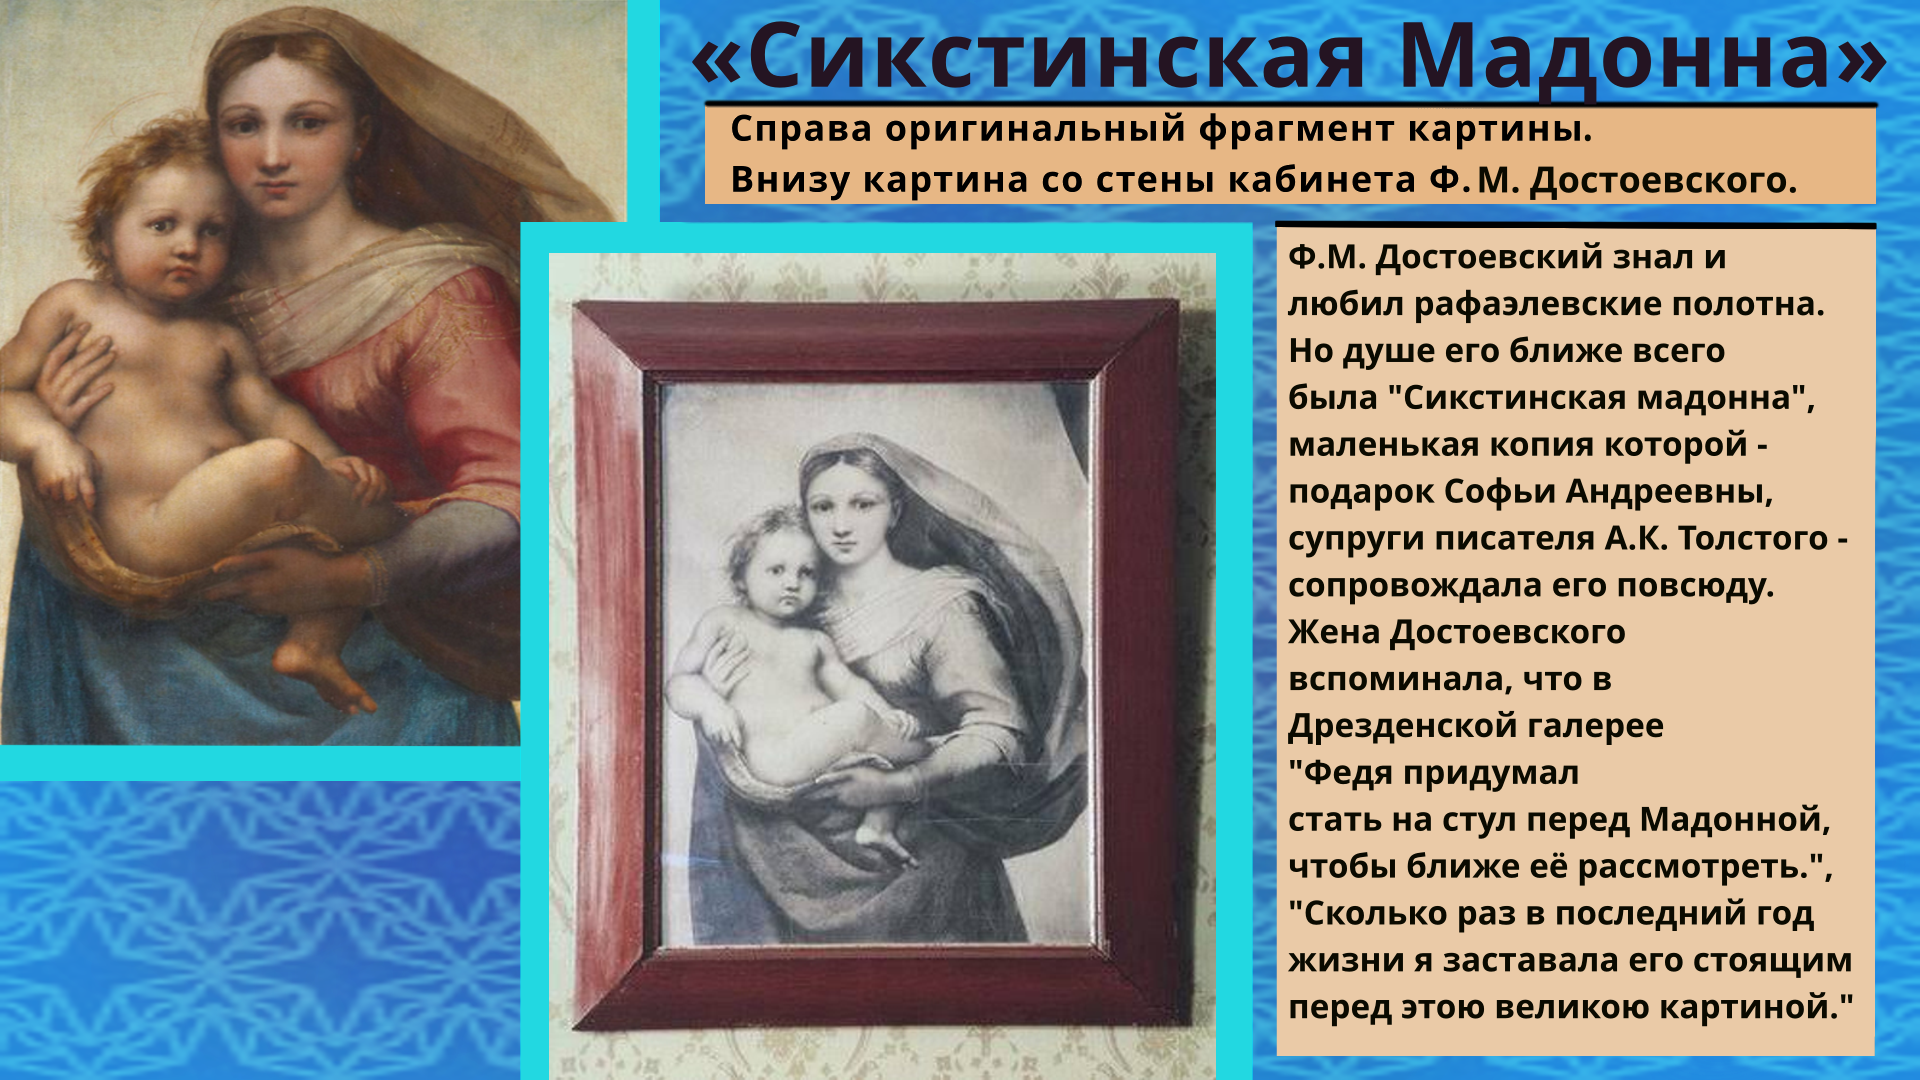 «Сикстинская Мадонна»
Справа оригинальный фрагмент картины.
Внизу картина со стены кабинета Ф.М. Достоевского.
Ф.М. Достоевский знал и
любил рафаэлевские полотна.
Но душе его ближе всего
была "Сикстинская мадонна",
маленькая копия которой -
подарок Софьи Андреевны,
супруги писателя А.К. Толстого -
сопровождала его повсюду.
Жена Достоевского
вспоминала, что в
Дрезденской галерее
"Федя придумал
стать на стул перед Мадонной,
чтобы ближе её рассмотреть.",
"Сколько раз в последний год
жизни я заставала его стоящим
перед этою великою картиной."